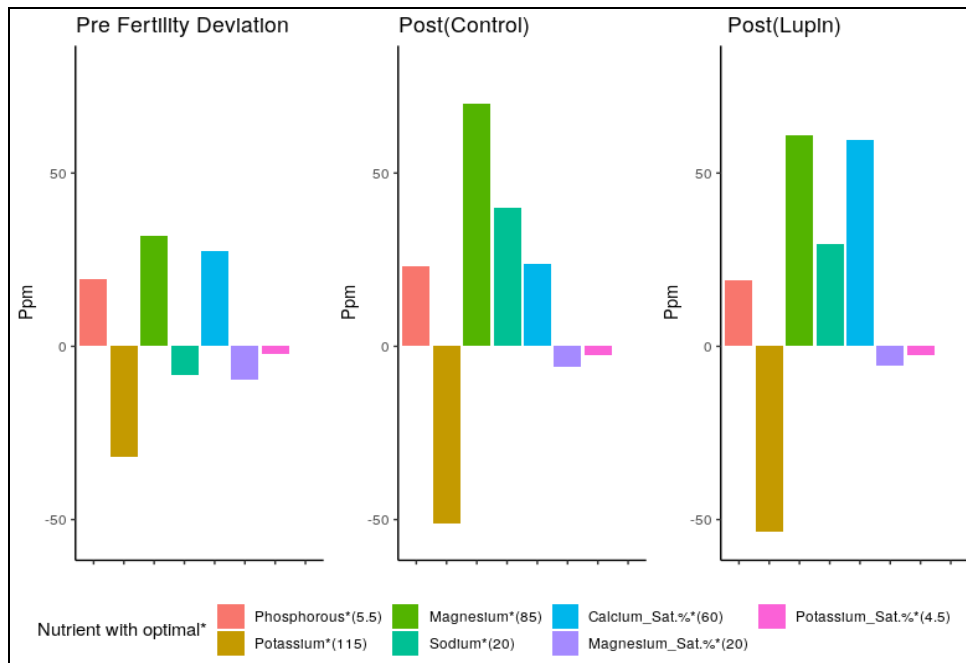 Pre Fertility Deviation
Post(Control)
Post(Lupin)
Ppm
50
0
-50
Ppm
50
0
-50
Ppm
50
0
-50
Nutrient with optimal*
Phosphorous*(5.5)
Magnesium*(85)
Calcium_Sat.%*(60)
Potassium_Sat.%*(4.5)
Potassium*(115)
Sodium*(20)
Magnesium_Sat.%*(20)